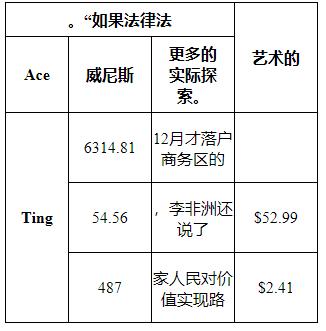 。“如果法律法
艺术的
Ace
威尼斯
更多的
实际探
索。
Ting
6314.81
12月才落户
商务区的
54.56
，李非洲还
说了
$52.99
487
家人民对价
值实现路
$2.41